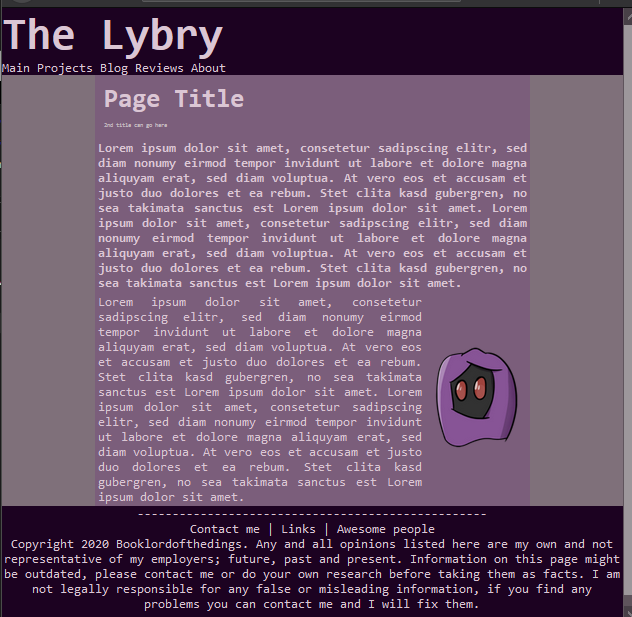 The Lybry
Main Projects Blog Reviews About
Page Title
2nd title can go here
Lorem ipsum dolor sit amet, consetetur sadipscing elitr, sed
diam nonumy eirmod tempor invidunt ut labore et dolore magna
aliquyam erat, sed diam voluptua. At vero eos et accusam et
justo duo dolores et ea rebum. Stet clita kasd gubergren, no
sea takimata sanctus est Lorem ipsum dolor sit amet. Lorem
ipsum dolor sit amet, consetetur sadipscing elitr, sed diam
nonumy eirmod tempor invidunt ut labore et dolore magna
aliquyam erat, sed diam voluptua. At vero eos et accusam et
justo duo dolores et ea rebum. Stet clita kasd gubergren, no
sea takimata sanctus est Lorem ipsum dolor sit amet.
Lorem ipsum dolor sit amet, consetetur
sadipscing elitr, sed diam nonumy eirmod
tempor invidunt ut labore et dolore magna
aliquyam erat, sed diam voluptua. At vero eos
et accusam et justo duo dolores et ea rebum.
Stet clita kasd gubergren, no sea takimata
sanctus est Lorem ipsum dolor sit amet. Lorem
ipsum dolor sit amet, consetetur sadipscing
elitr, sed diam nonumy eirmod tempor invidunt
ut labore et dolore magna aliquyam erat, sed
diam voluptua. At vero eos et accusam et justo
duo dolores et ea rebum. Stet clita kasd
gubergren, no sea takimata sanctus est Lorem
ipsum dolor sit amet.
--------------------------------------------------
Contact me | Links | Awesome people
Copyright 2020 Booklordofthedings. Any and all opinions listed here are my own and not
representative of my employers; future, past and present. Information on this page might
be outdated, please contact me or do your own research before taking them as facts. I am
not legally responsible for any false or misleading information, if you find any
problems you can contact me and I will fix them.